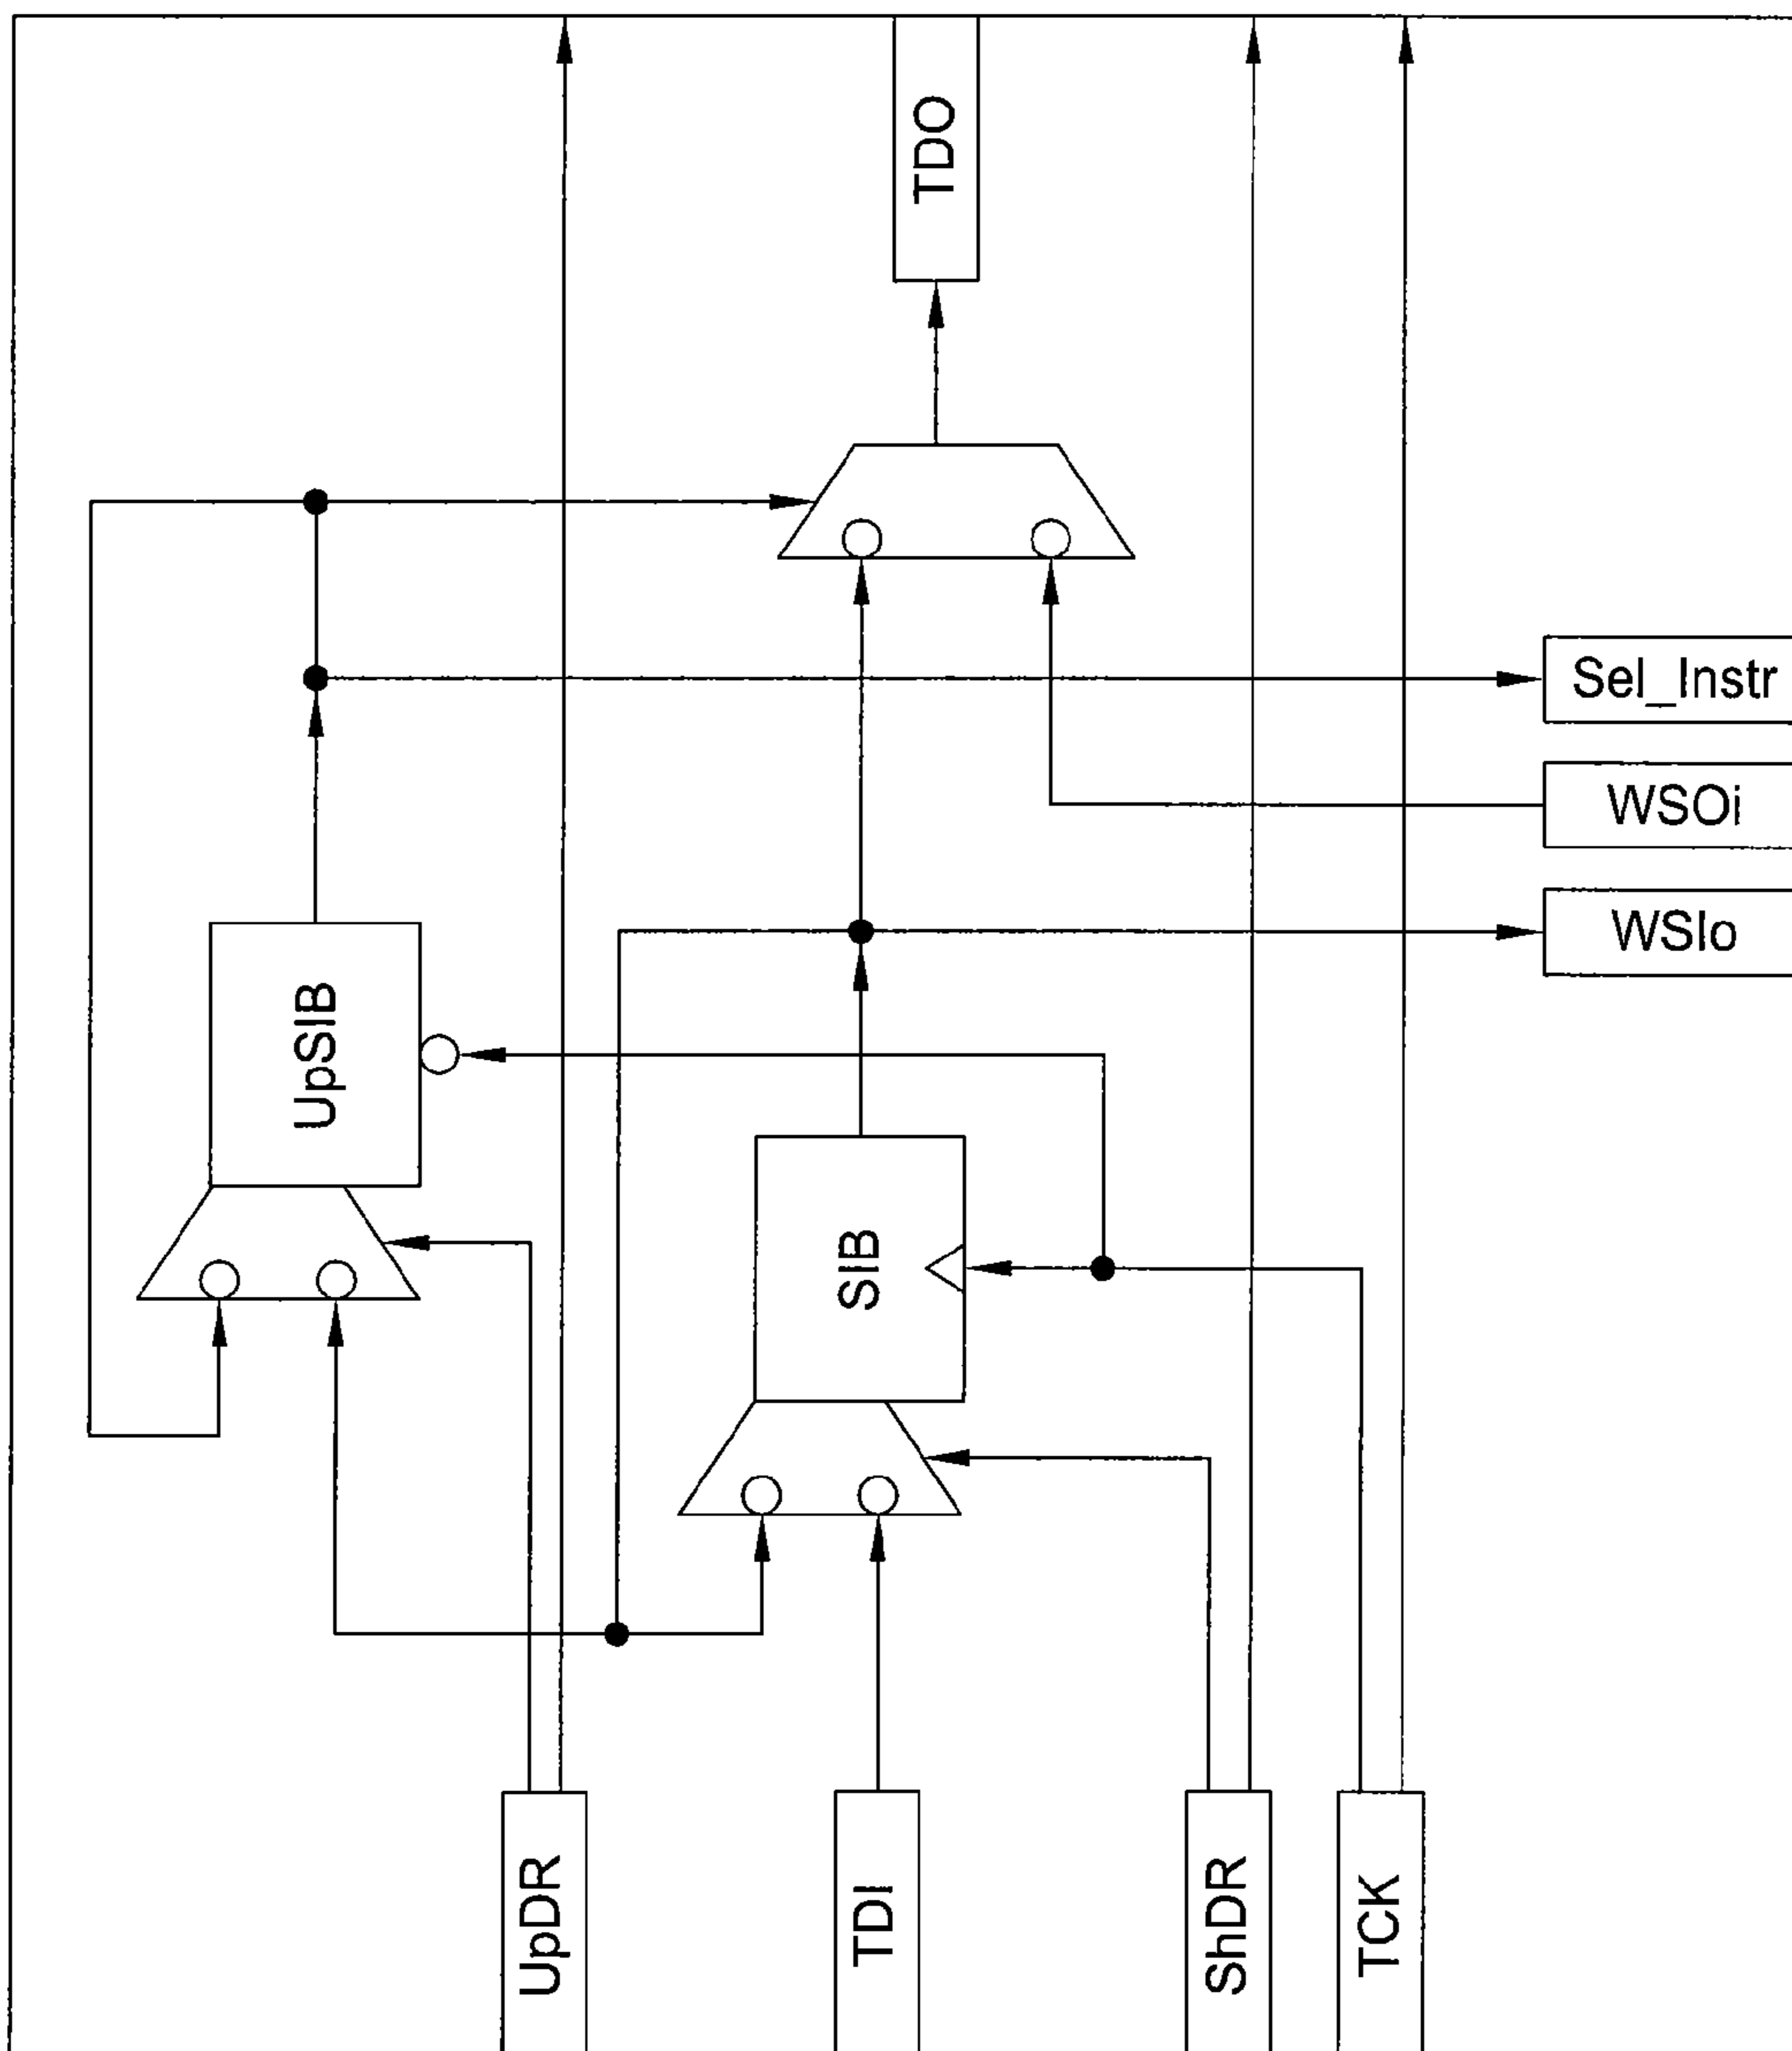 TDO
Sel_Instr
WSOi
WSIo
UpSIB
SIB
UpDR
TDI
ShDR
TCK